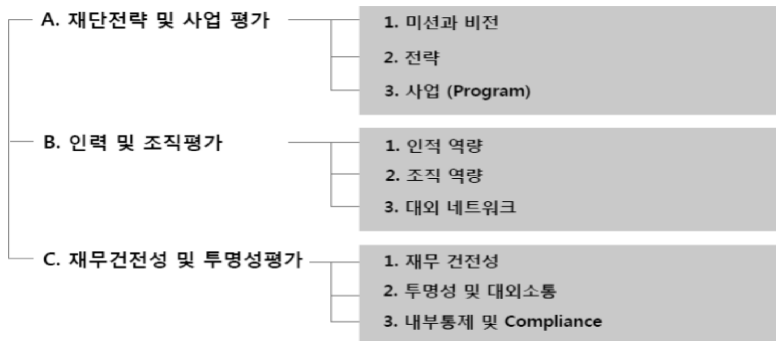 A. 재단전략 및 사업 평가
1. 미션과 비전
2. 전략
3. 사업 (Program)
B. 인력 및 조직평가
1. 인적 역량
2. 조직 역량
3. 대외 네트워크
C. 재무건전성 및 투명성평가
1. 재무 건전성
2. 투명성 및 대외소통
3. 내부통제 및 Compliance